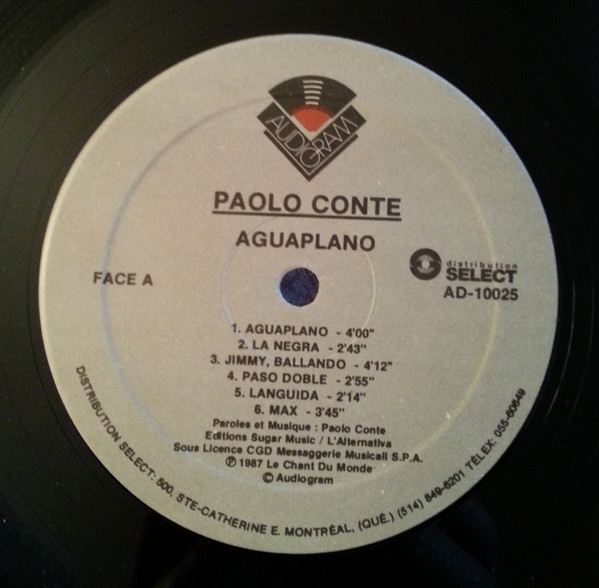 AUDIOGRAM
PAOLO CONTE
AGUAPLANO
FACE A
distribution
SELECT
AD-10025
1. AGUAPLANO - 4'00"
2. LA NEGRA - 2'43"
3. JIMMY, BALLANDO - 4'12"
4. PASO DOBLE - 2'55"
5. LANGUIDA - 2'14"
6. MAX - 3'45"
Paroles et Musique : Paolo Conte
Editions Sugar Music / L'Alternativa
Sous Licence CGD Messaggerie Musicali S.P.A.
℗ 1987 Le Chant Du Monde
© Audiogram
DISTRIBUTION SELECT: 500, STE-CATHERINE E. MONTRÉAL, (QUÉ.) (514) 849-6201 TÉLEX: 055-60649